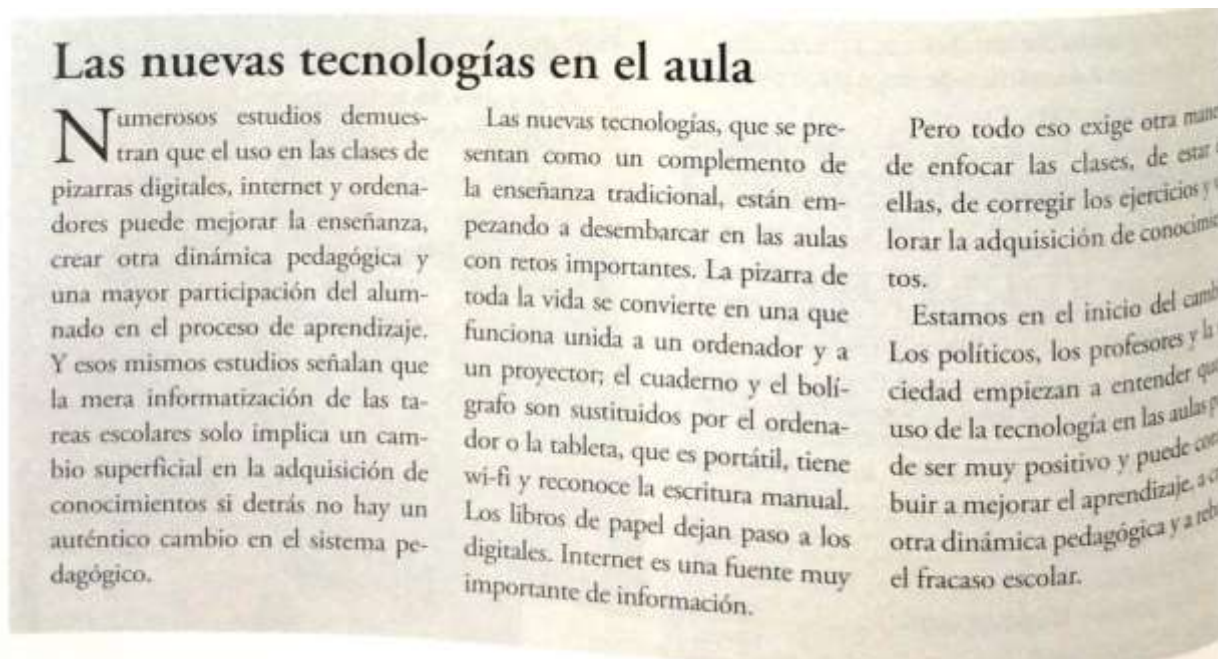 Las nuevas tecnologías en el aula
Numerosos estudios demues-
tran que el uso en las clases de
pizarras digitales, internet y ordena-
dores puede mejorar la enseñanza,
crear otra dinámica pedagógica y
una mayor participación del alum-
nado en el proceso de aprendizaje.
Y esos mismos estudios señalan que
la mera informatización de las ta-
reas escolares solo implica un cam-
bio superficial en la adquisición de
conocimientos si detrás no hay un
auténtico cambio en el sistema pe-
dagógico.
Las nuevas tecnologías, que se pre-
sentan como un complemento de
la enseñanza tradicional, están em-
pezando a desembarcar en las aulas
con retos importantes. La pizarra de
toda la vida se convierte en una que
funciona unida a un ordenador y a
un proyector; el cuaderno y el bolí-
grafo son sustituidos por el ordena-
dor o la tableta, que es portátil, tiene
wi-fi y reconoce la escritura manual.
Los libros de papel dejan paso a los
digitales. Internet es una fuente muy
importante de información.
Pero todo eso exige otra
de enfocar las clases, de estar
ellas, de corregir los ejercicios y
lorar la adquisición de
tos.
Estamos en el inicio del
Los políticos, los profesores y la
ciedad empiezan a entender
uso de la tecnología en las aulas
de ser muy positivo y puede
buir a mejorar el aprendizaje, a
otra dinámica pedagógica y a
el fracaso escolar.